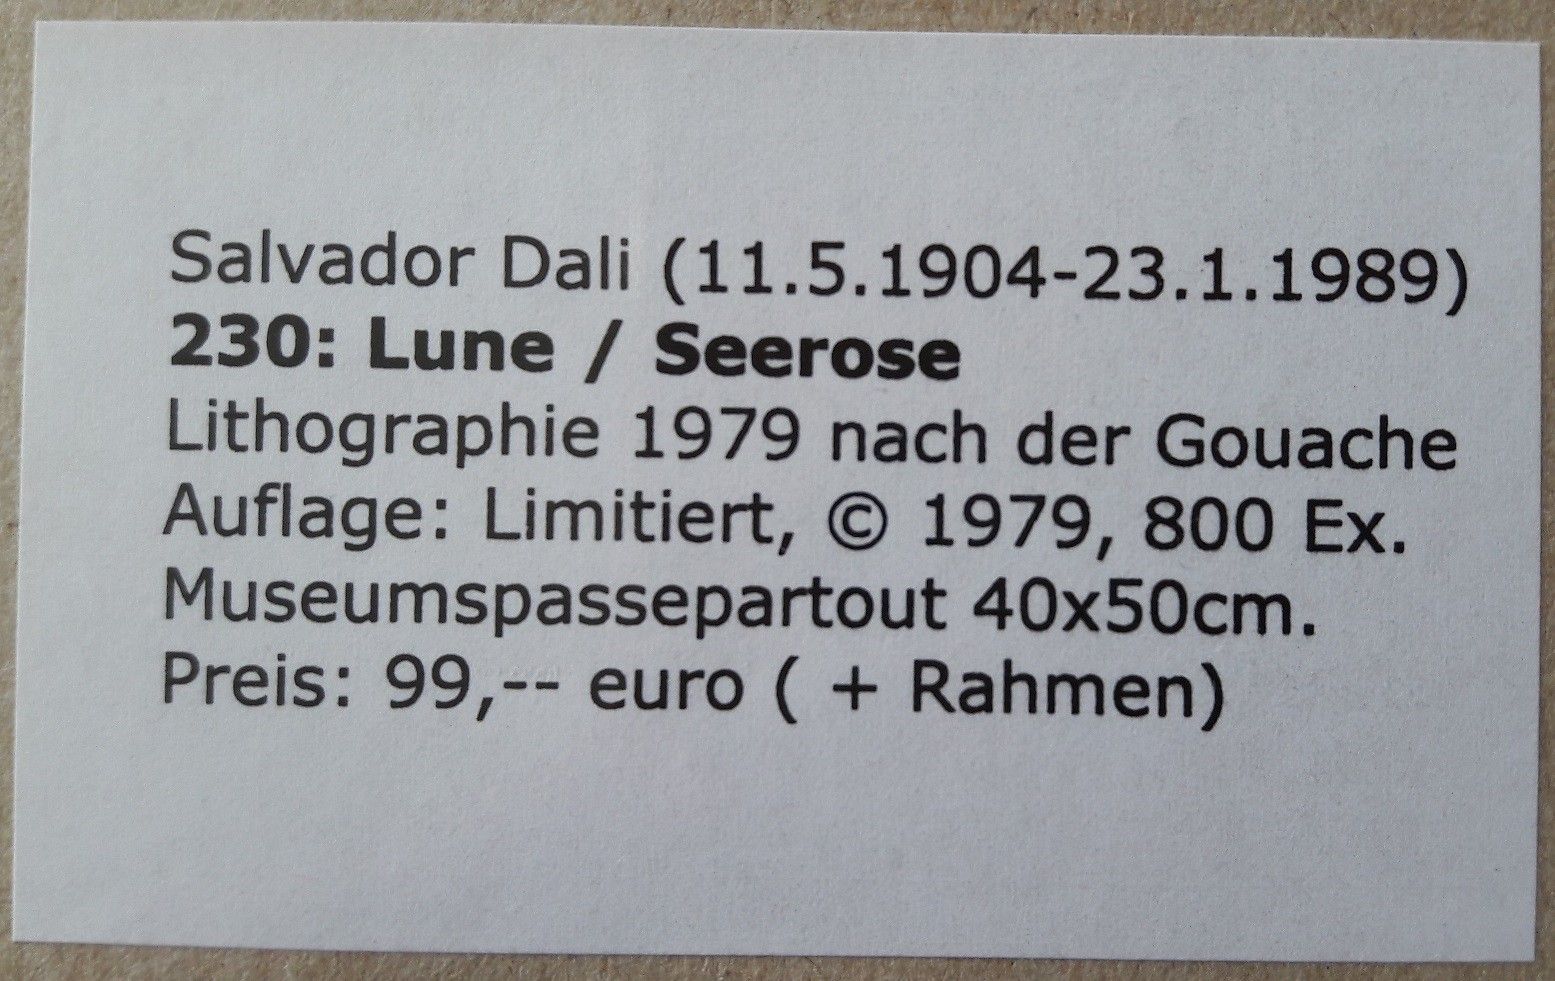 Salvador Dali (11.5.1904-23.1.1989)
230: Lune / Seerose
Lithographie 1979 nach der Gouache
Auflage: Limitiert, © 1979, 800 Ex.
Museumspassepartout 40x50cm.
Preis: 99,-- euro ( + Rahmen)